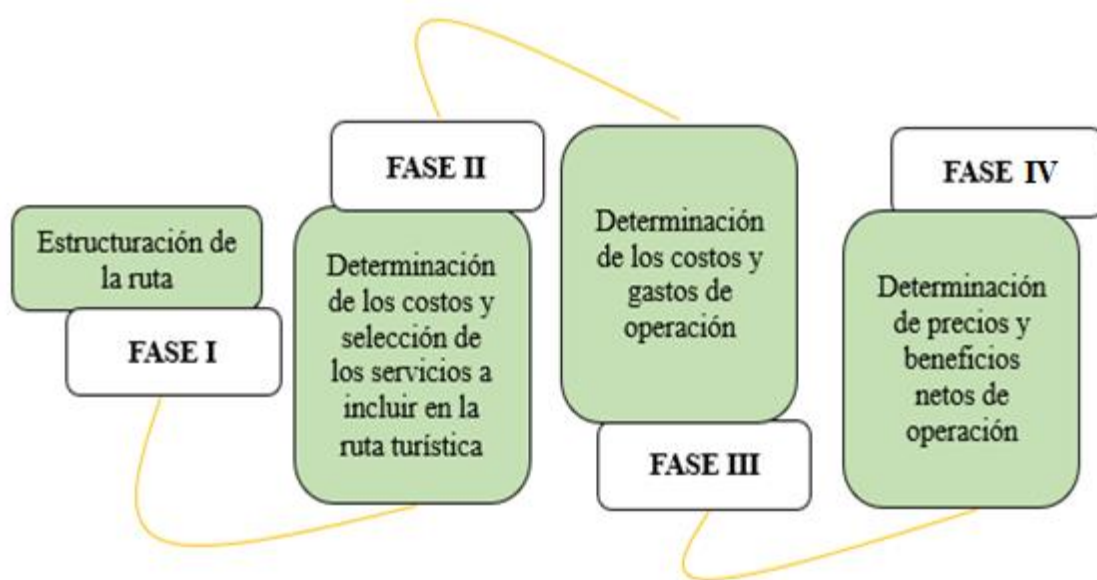 Estructuración de
la ruta
FASE I
FASE II
Determinación
de los costos y
selección de
los servicios a
incluir en la
ruta turística
Determinación
de los costos y
gastos de
operación
FASE III
FASE IV
Determinación
de precios y
beneficios
netos de
operación